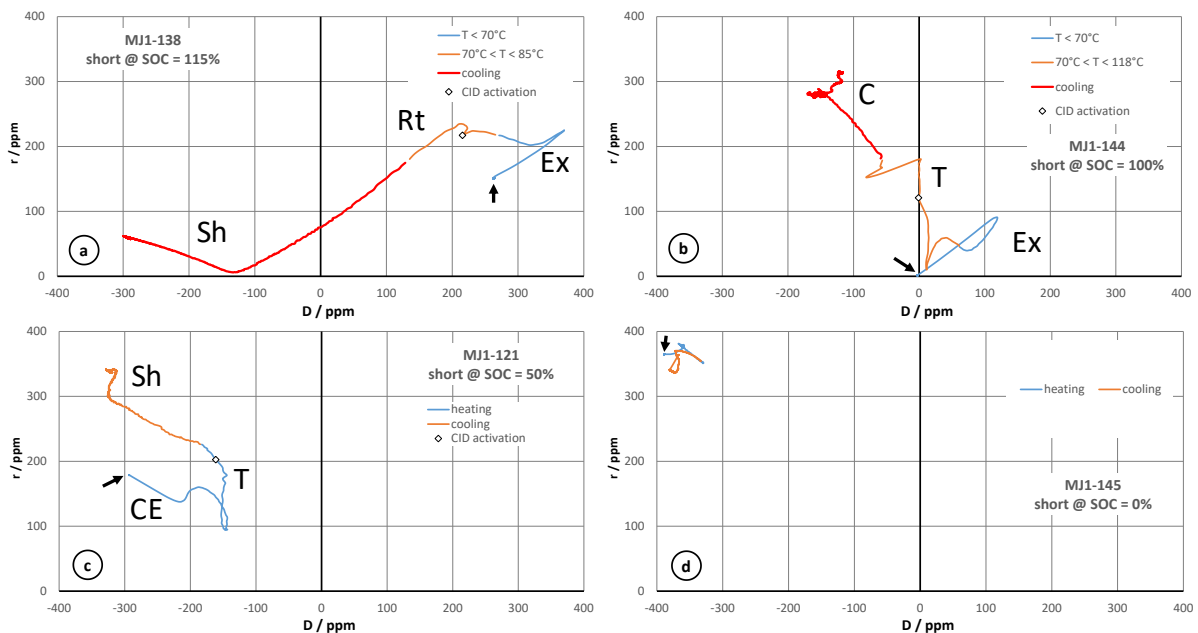 MJ1-138
short @ SOC = 115%
T < 70°C
70°C < T < 85°C
cooling
CID activation
Rt
Ex
Sh
a
r / ppm
400
300
200
100
0
-400 -300 -200 -100 0 100 200 300 400
D / ppm
T < 70°C
70°C < T < 118°C
cooling
CID activation
MJ1-144
short @ SOC = 100%
C
T
Ex
b
r / ppm
400
300
200
100
0
-400 -300 -200 -100 0 100 200 300 400
D / ppm
MJ1-121
short @ SOC = 50%
heating
cooling
CID activation
Sh
T
CE
c
r / ppm
400
300
200
100
0
-400 -300 -200 -100 0 100 200 300 400
D / ppm
heating
cooling
MJ1-145
short @ SOC = 0%
d
r / ppm
400
300
200
100
0
-400 -300 -200 -100 0 100 200 300 400
D / ppm